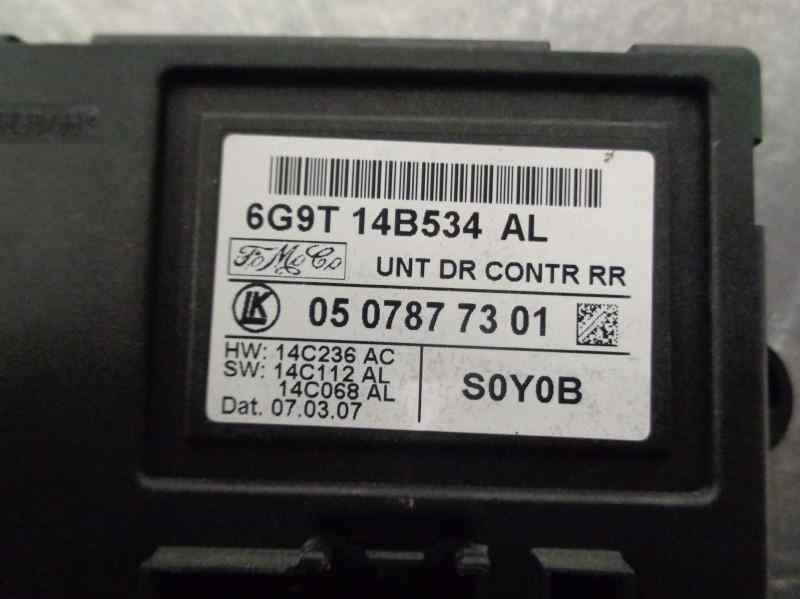 6G9T 14B534 AL
FoMoCo
UNT DR CONTR RR
LK 05 0787 73 01
HW: 14C236 AC
SW: 14C112 AL
14C068 AL
Dat. 07.03.07
S0Y0B